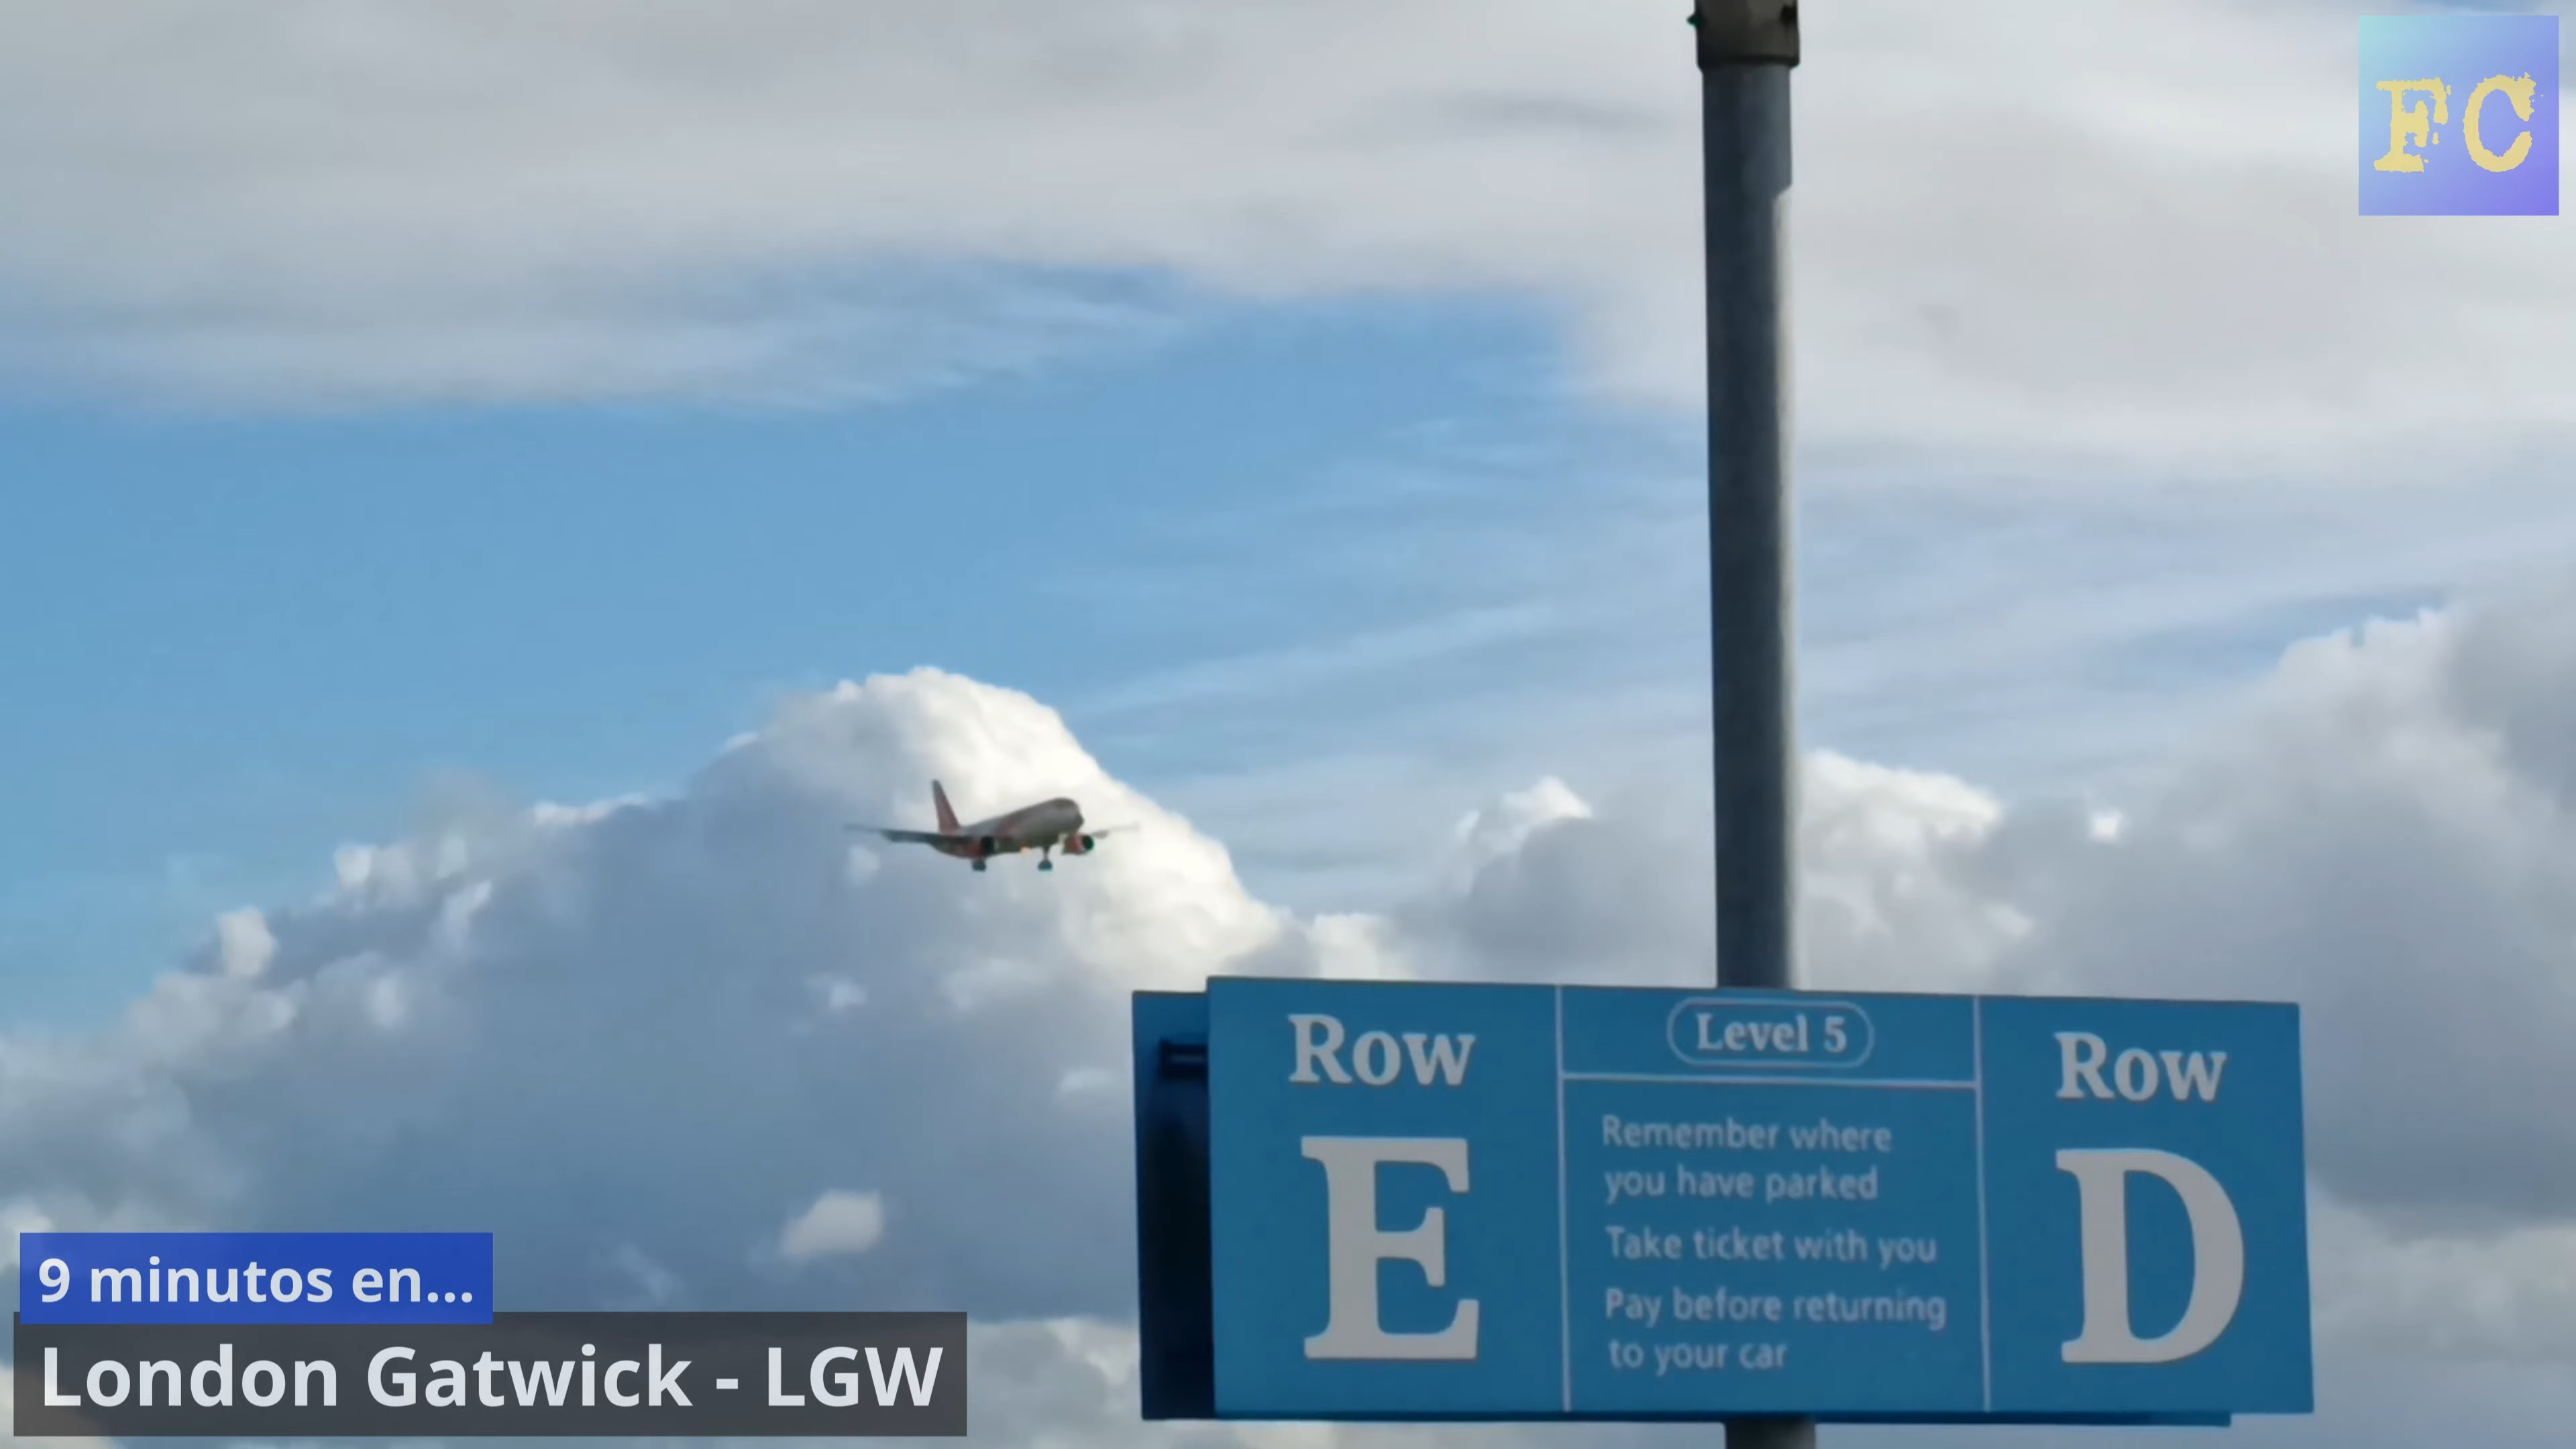 FC
Row
E
Level 5
Remember where
you have parked
Take ticket with you
Pay before returning
to your car
Row
D
9 minutos en...
London Gatwick - LGW